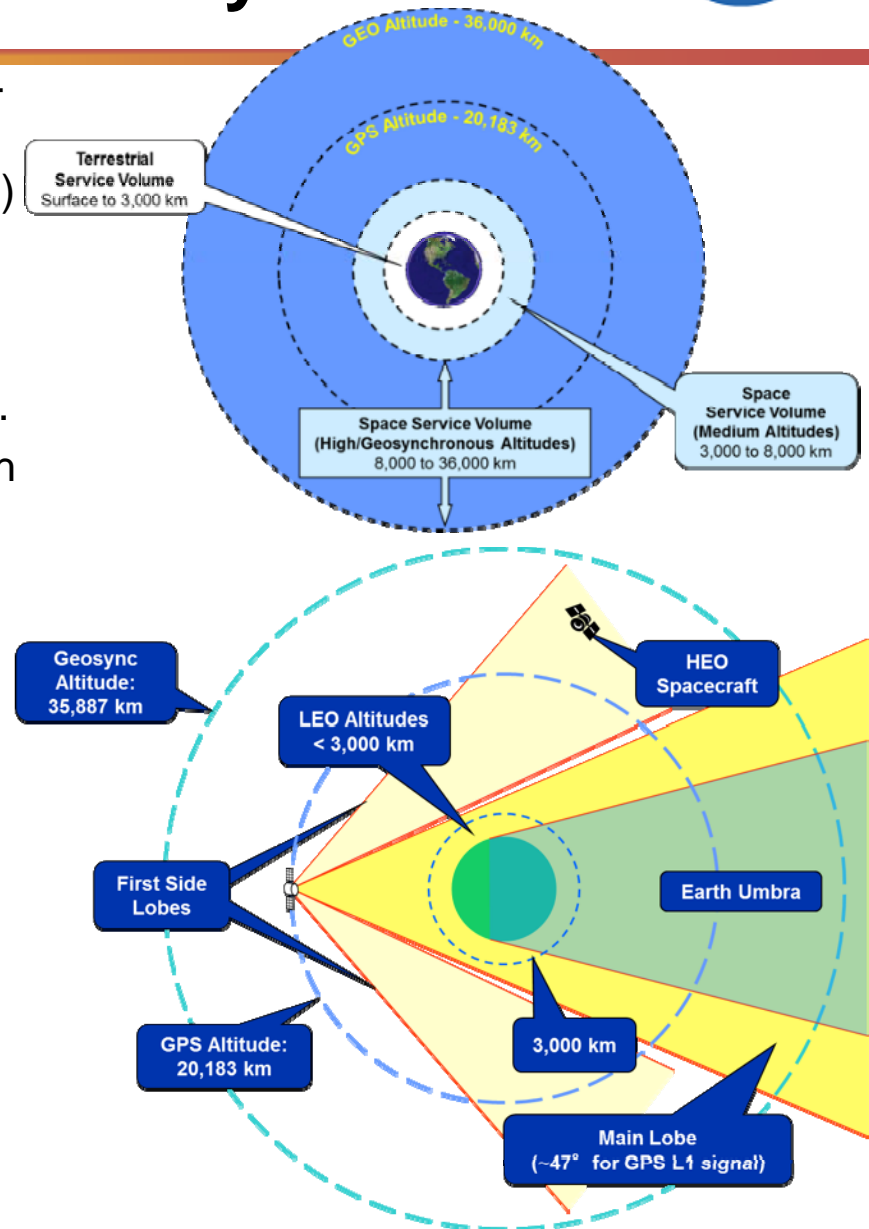 y
.
)
.
n
GEO Altitude - 36,000 km
GPS Altitude - 20,183 km
Terrestrial
Service Volume
Surface to 3,000 km
Space Service Volume
(High/Geosynchronous Altitudes)
8,000 to 36,000 km
Space
Service Volume
(Medium Altitudes)
3,000 to 8,000 km
Geosync
Altitude:
35,887 km
LEO Altitudes
< 3,000 km
HEO
Spacecraft
First Side
Lobes
Earth Umbra
GPS Altitude:
20,183 km
3,000 km
Main Lobe
(~47° for GPS L1 signal)